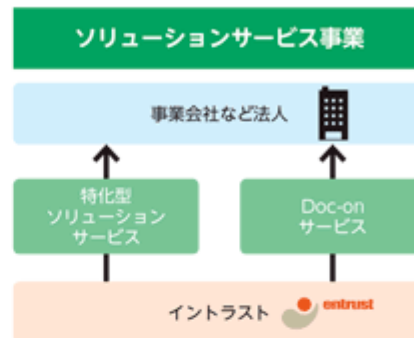 ソリューションサービス事業
事業会社など法人
特化型
ソリューション
サービス
Doc-on
サービス
イントラスト entrust